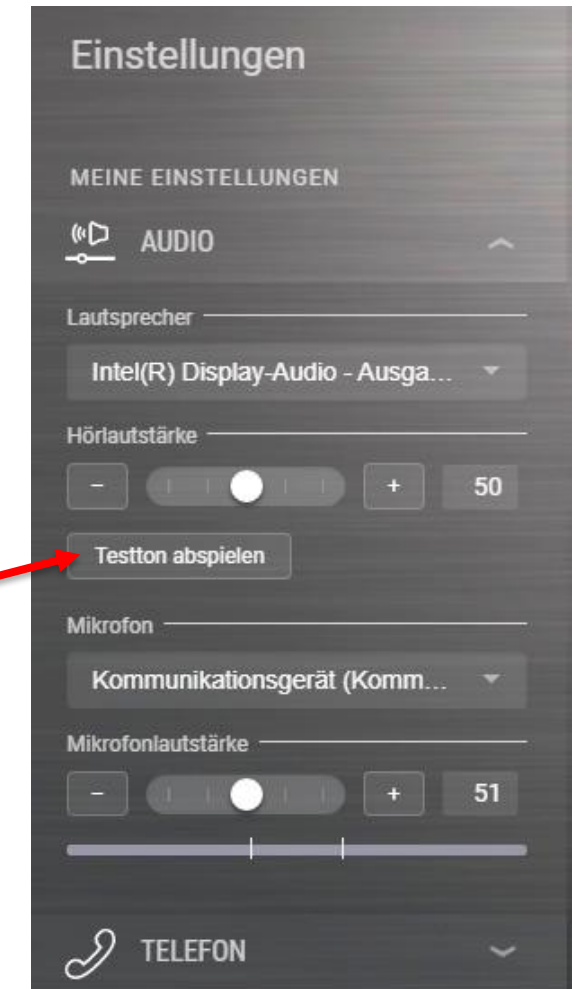 Einstellungen
MEINE EINSTELLUNGEN
AUDIO
Lautsprecher
Intel(R) Display-Audio - Ausga...
Hörlautstärke
- + 50
Testton abspielen
Mikrofon
Kommunikationsgerät (Komm...
Mikrofonlautstärke
- + 51
TELEFON